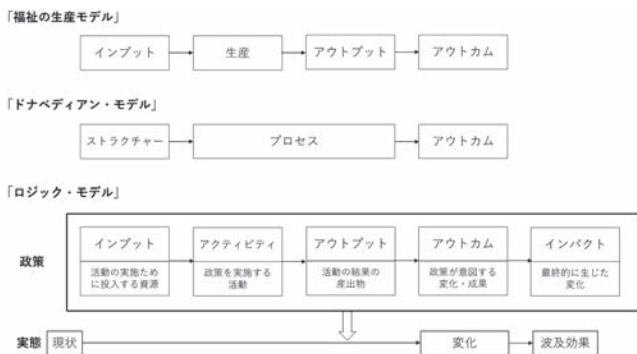 「福祉の生産モデル」
インプット 生産 アウトプット アウトカム
「ドナベディアン・モデル」
ストラクチャー プロセス アウトカム
「ロジック・モデル」
政策
インプット アクティビティ アウトプット アウトカム インパクト
活動の実施ため 政策を実施する 活動の結果の 政策が意図する 最終的に生じた
に投入する資源 活動 産出物 変化・成果 変化
実態 現状 変化 波及効果